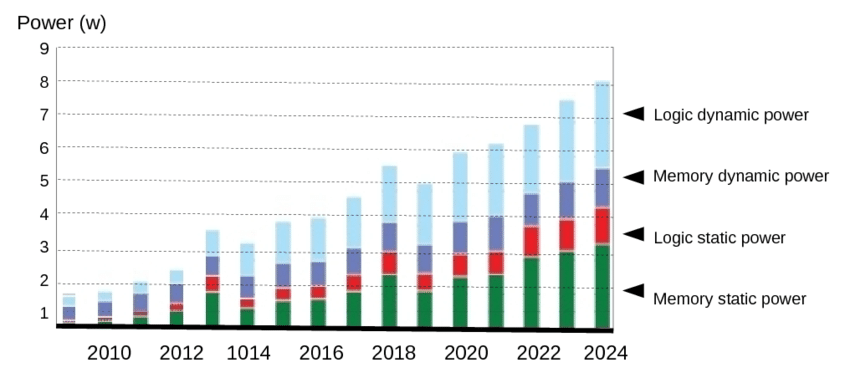 Power (w)
9
8
7
6
5
4
3
2
1
2010 2012 1014 2016 2018 2020 2022 2024
Logic dynamic power
Memory dynamic power
Logic static power
Memory static power